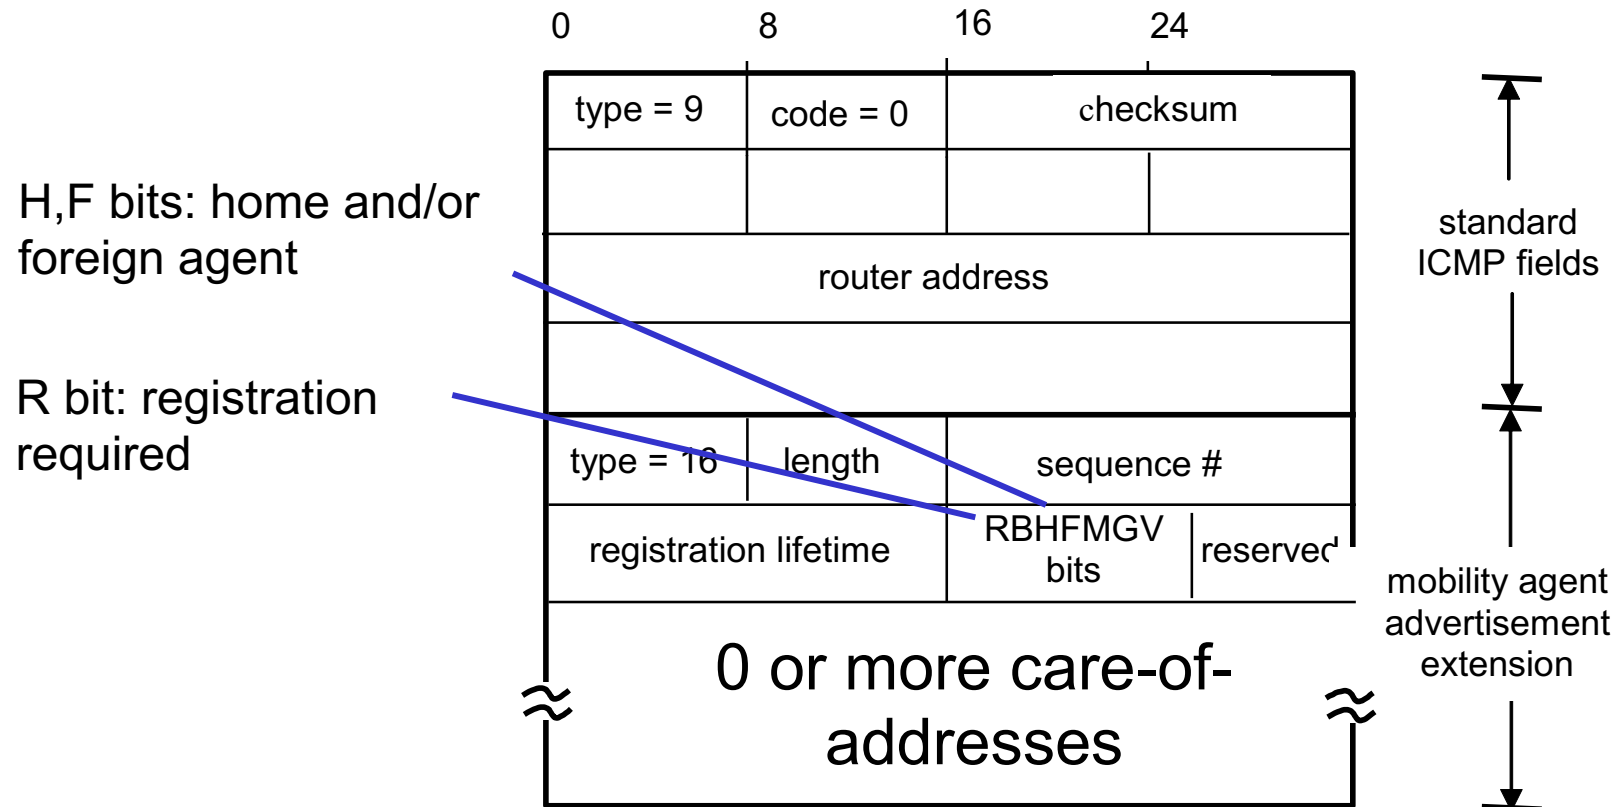 0 8 16 24
type = 9 code = 0 checksum
H,F bits: home and/or
foreign agent
standard
ICMP fields
router address
R bit: registration
required
type = 16 length sequence #
registration lifetime RBHFMGV
bits reserved
mobility agent
advertisement
extension
0 or more care-of-
addresses